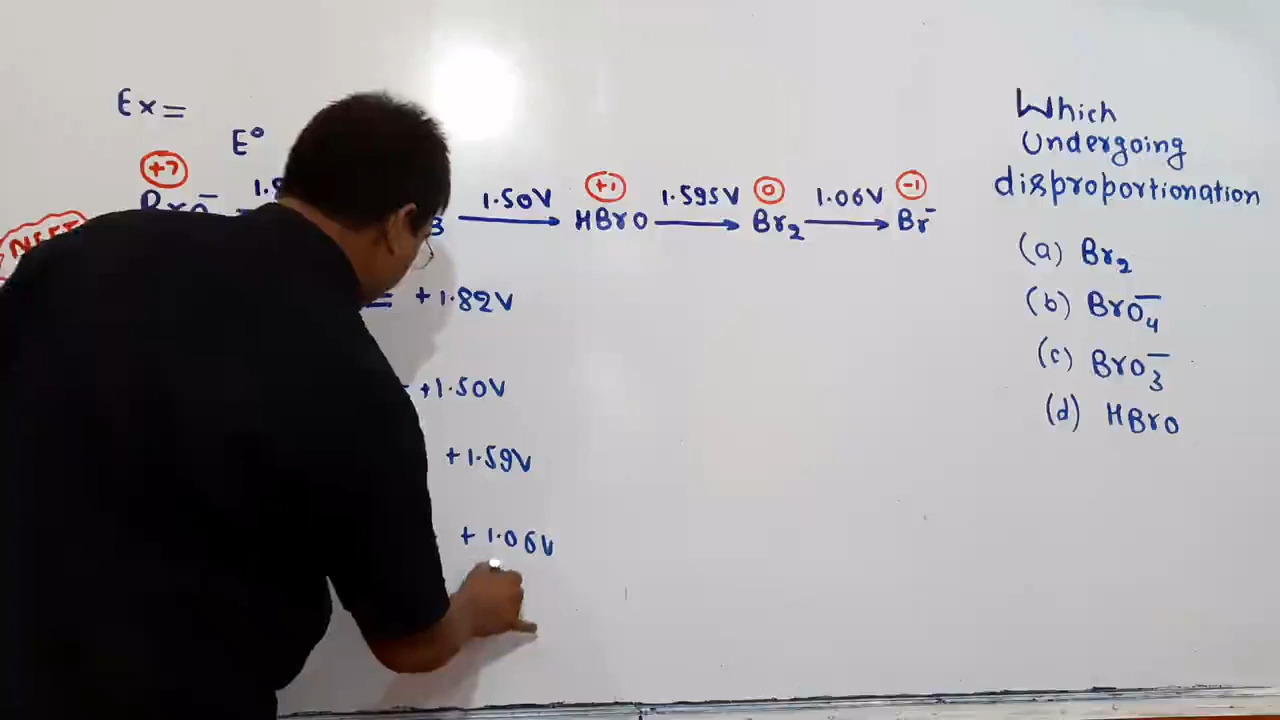 Ex=
E°
+7 +1 0 -1
1.50V HBrO 1.595V Br₂ 1.06V Br⁻
= +1.82V
+1.50V
+1.59V
+1.06V
Which
Undergoing
disproportionation
(a) Br₂
(b) BrO₄⁻
(c) BrO₃⁻
(d) HBrO